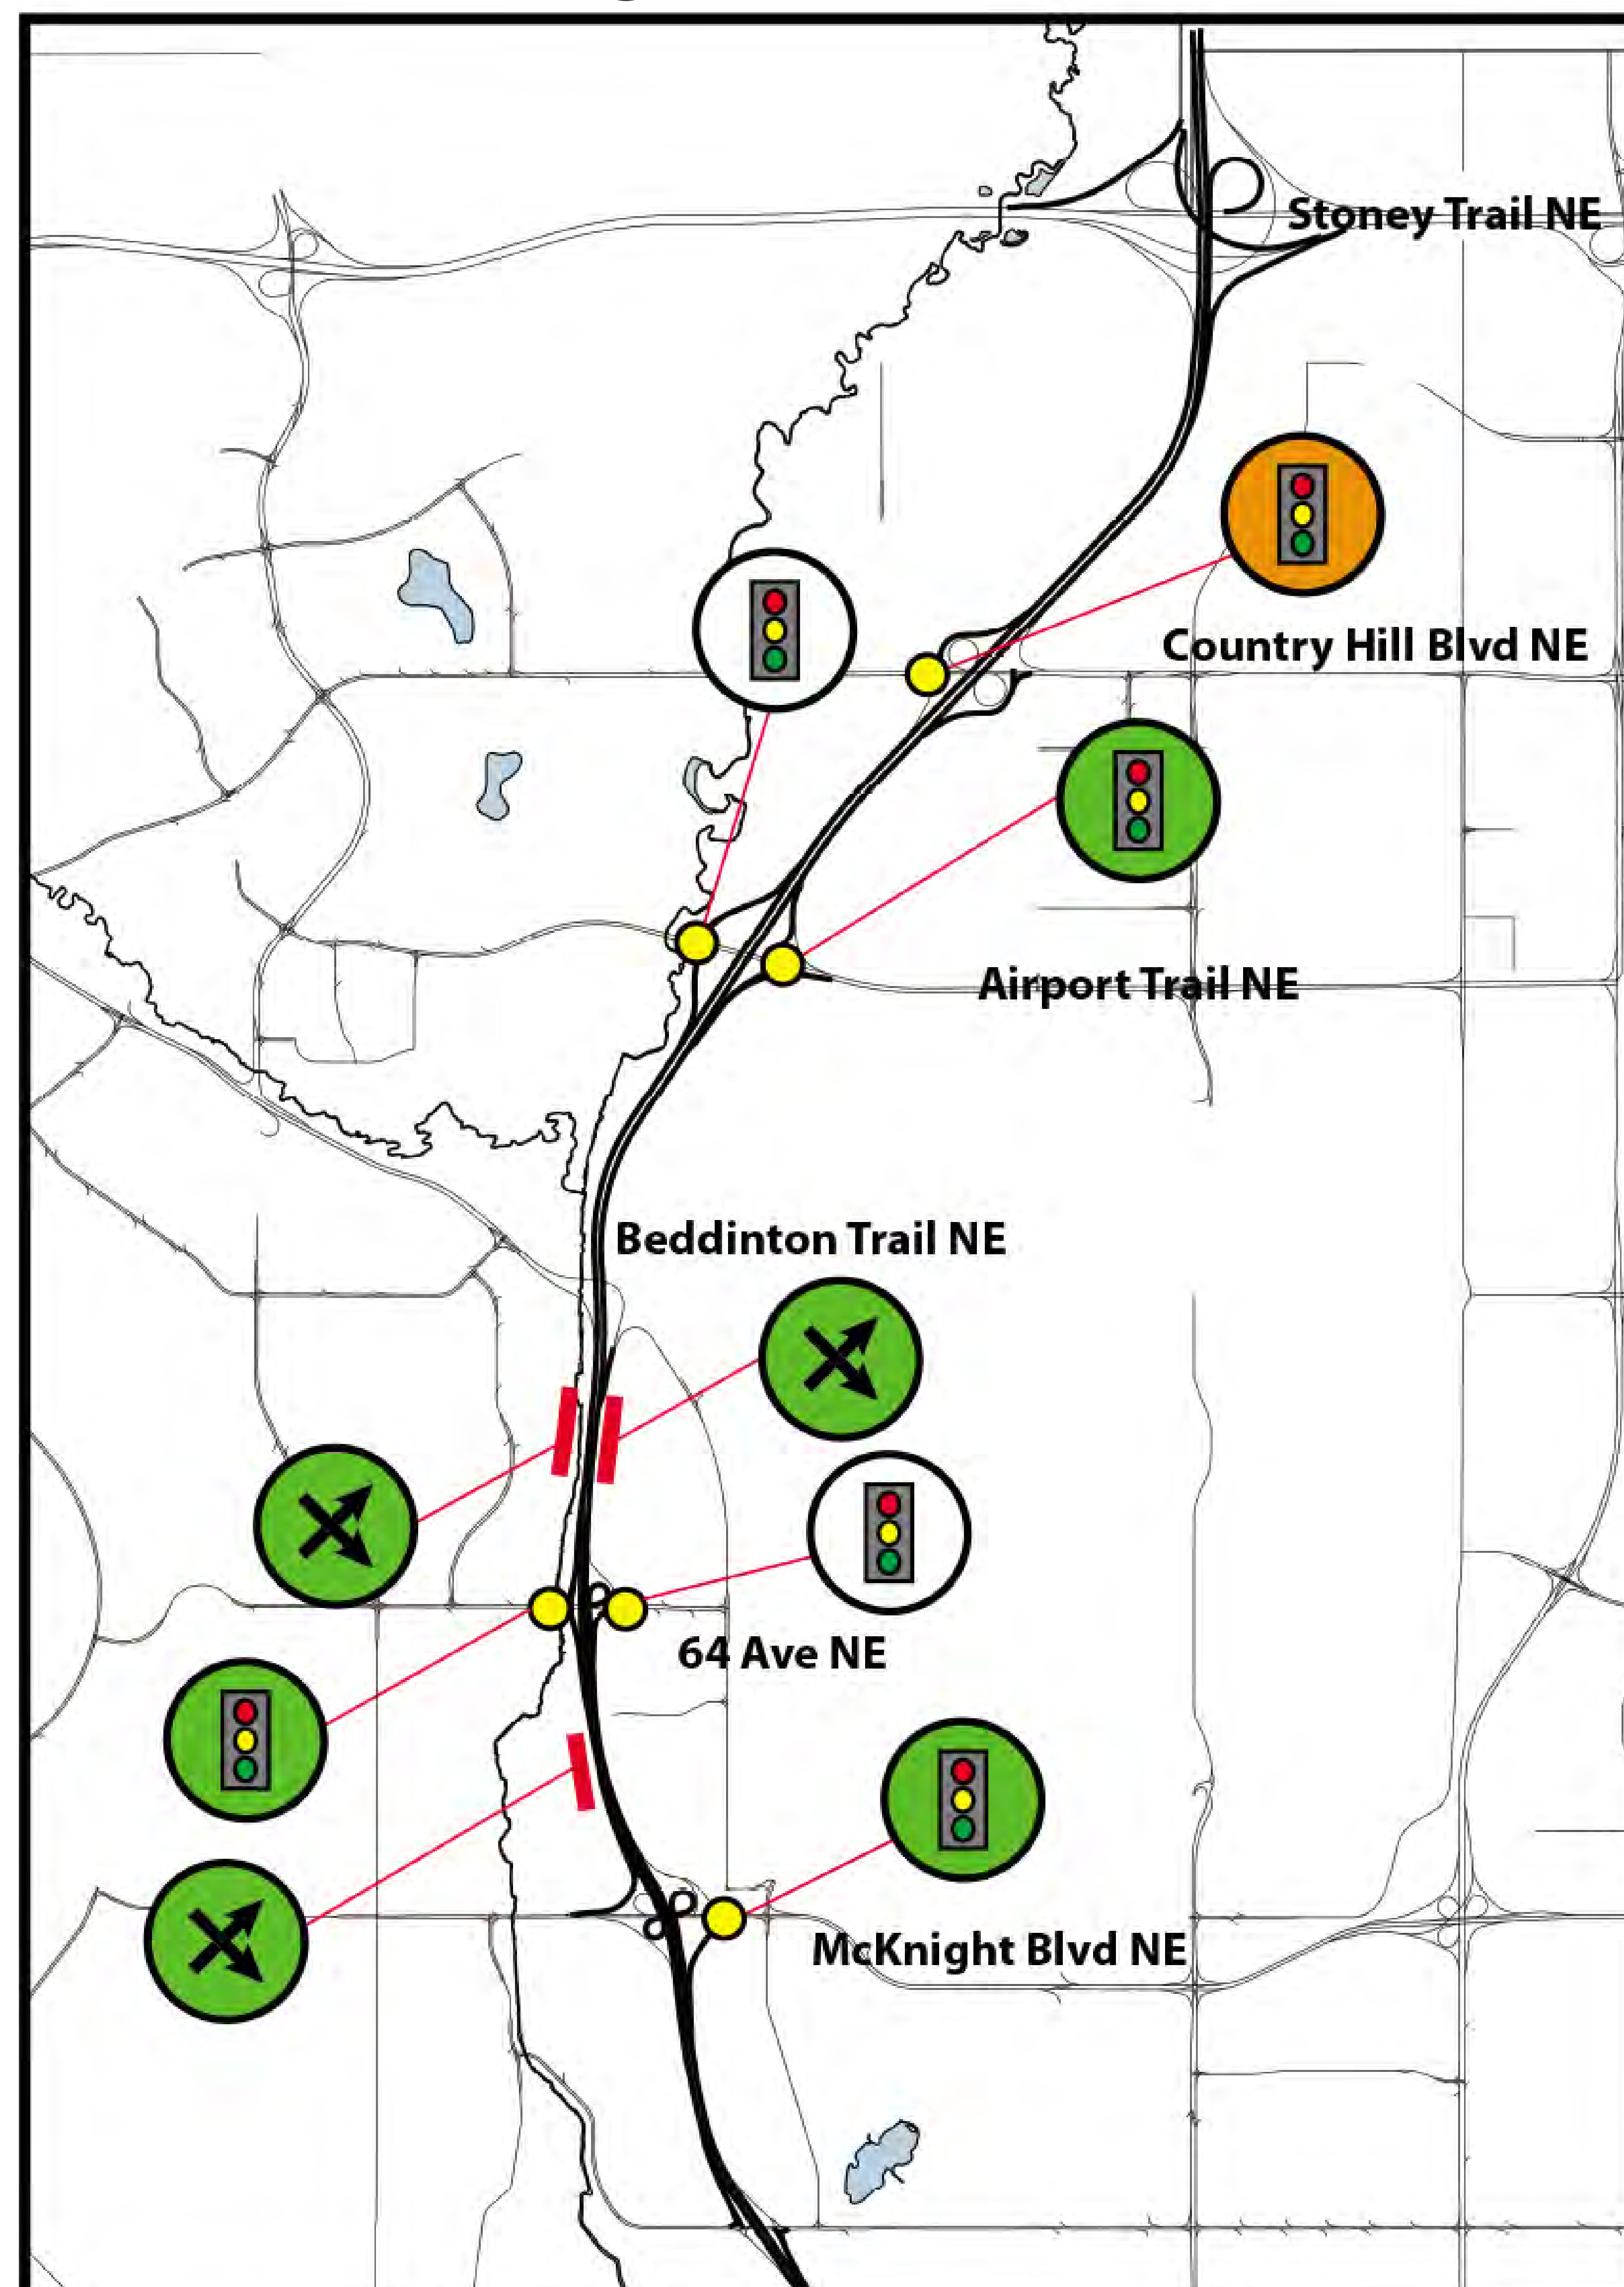 Stoney Trail NE
Country Hill Blvd NE
Airport Trail NE
Beddinton Trail NE
64 Ave NE
McKnight Blvd NE